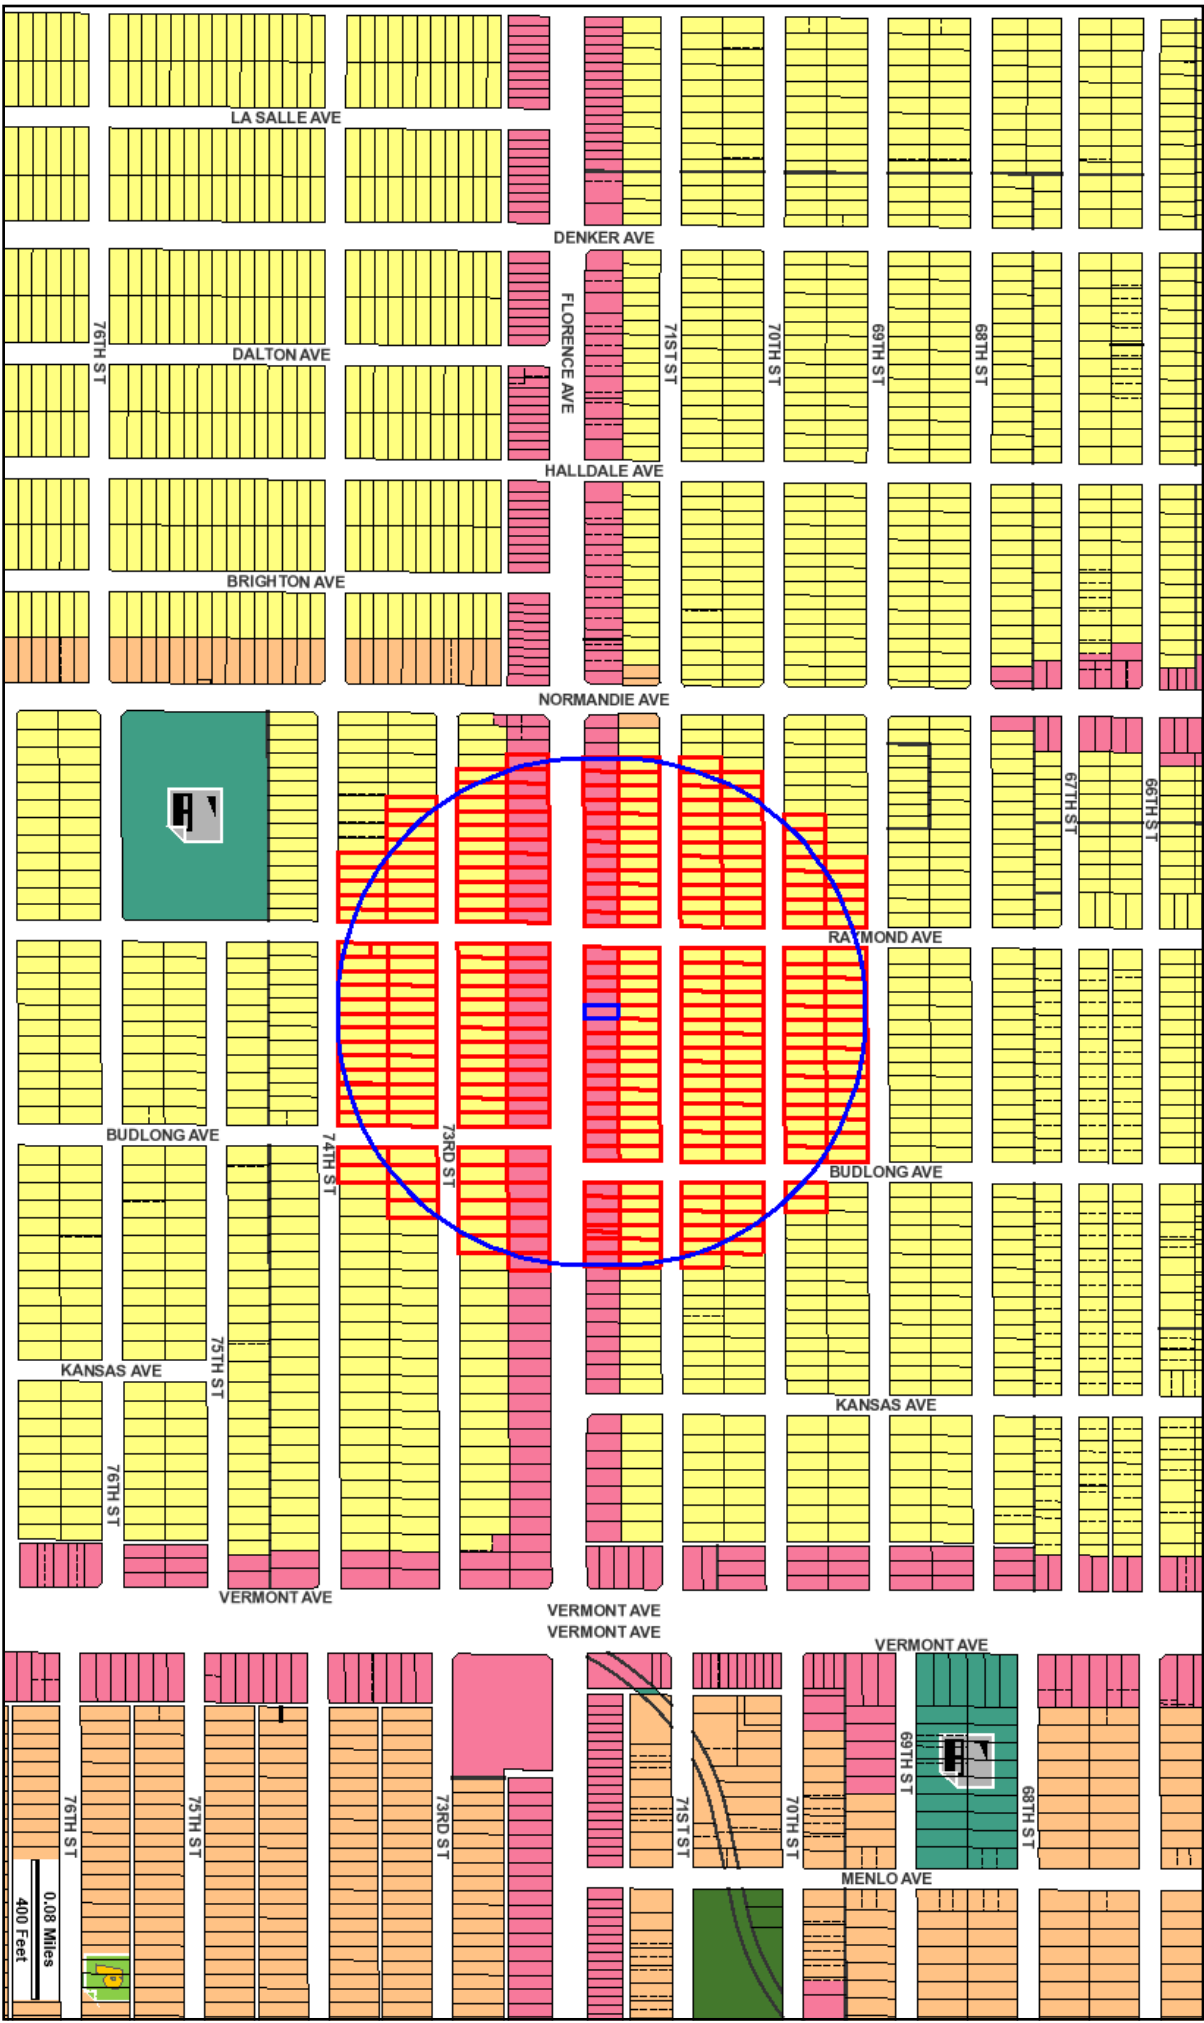 LA SALLE AVE
DENKER AVE
76TH ST
DALTON AVE
FLORENCE AVE
71ST ST
70TH ST
69TH ST
68TH ST
HALLDALE AVE
BRIGHTON AVE
NORMANDIE AVE
67TH ST
66TH ST
RAYMOND AVE
BUDLONG AVE
74TH ST
73RD ST
BUDLONG AVE
75TH ST
KANSAS AVE
KANSAS AVE
76TH ST
VERMONT AVE
VERMONT AVE
VERMONT AVE
VERMONT AVE
69TH ST
76TH ST
75TH ST
73RD ST
71ST ST
70TH ST
68TH ST
MENLO AVE
0.08 Miles
400 Feet